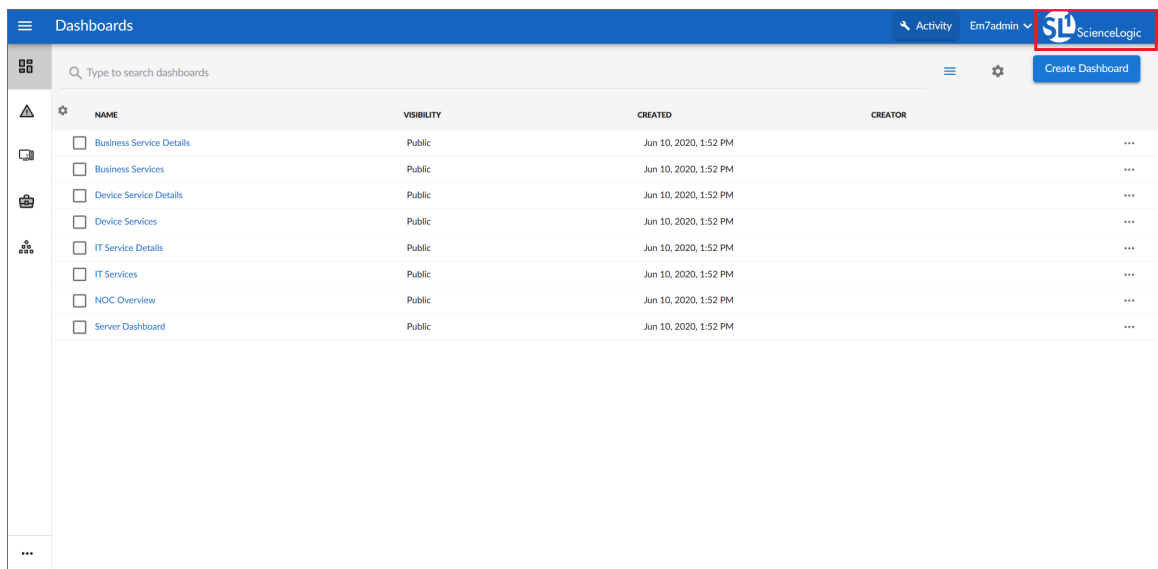 Dashboards
Activity
Em7admin
SL1 ScienceLogic
Type to search dashboards
Create Dashboard
NAME VISIBILITY CREATED CREATOR
Business Service Details Public Jun 10, 2020, 1:52 PM
Business Services Public Jun 10, 2020, 1:52 PM
Device Service Details Public Jun 10, 2020, 1:52 PM
Device Services Public Jun 10, 2020, 1:52 PM
IT Service Details Public Jun 10, 2020, 1:52 PM
IT Services Public Jun 10, 2020, 1:52 PM
NOC Overview Public Jun 10, 2020, 1:52 PM
Server Dashboard Public Jun 10, 2020, 1:52 PM